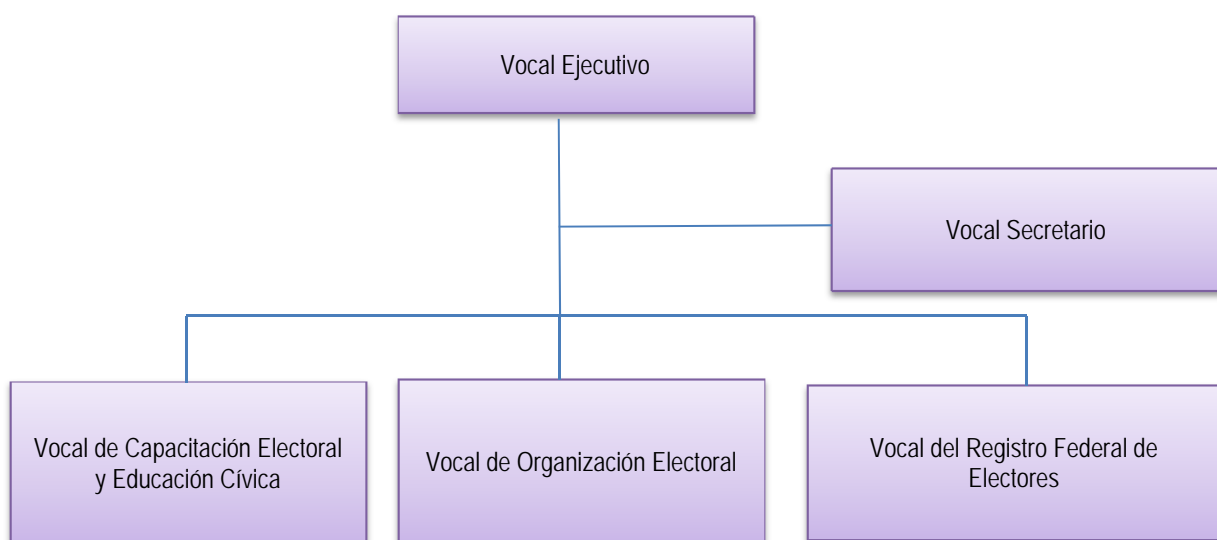 Vocal Ejecutivo
Vocal Secretario
Vocal de Capacitación Electoral
y Educación Cívica
Vocal de Organización Electoral
Vocal del Registro Federal de
Electores